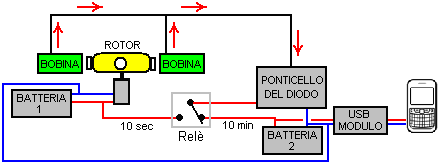 ROTOR
BOBINA
BOBINA
PONTICELLO
DEL DIODO
BATTERIA
1
USB
MODULO
10 sec
10 min
Relè
BATTERIA
2